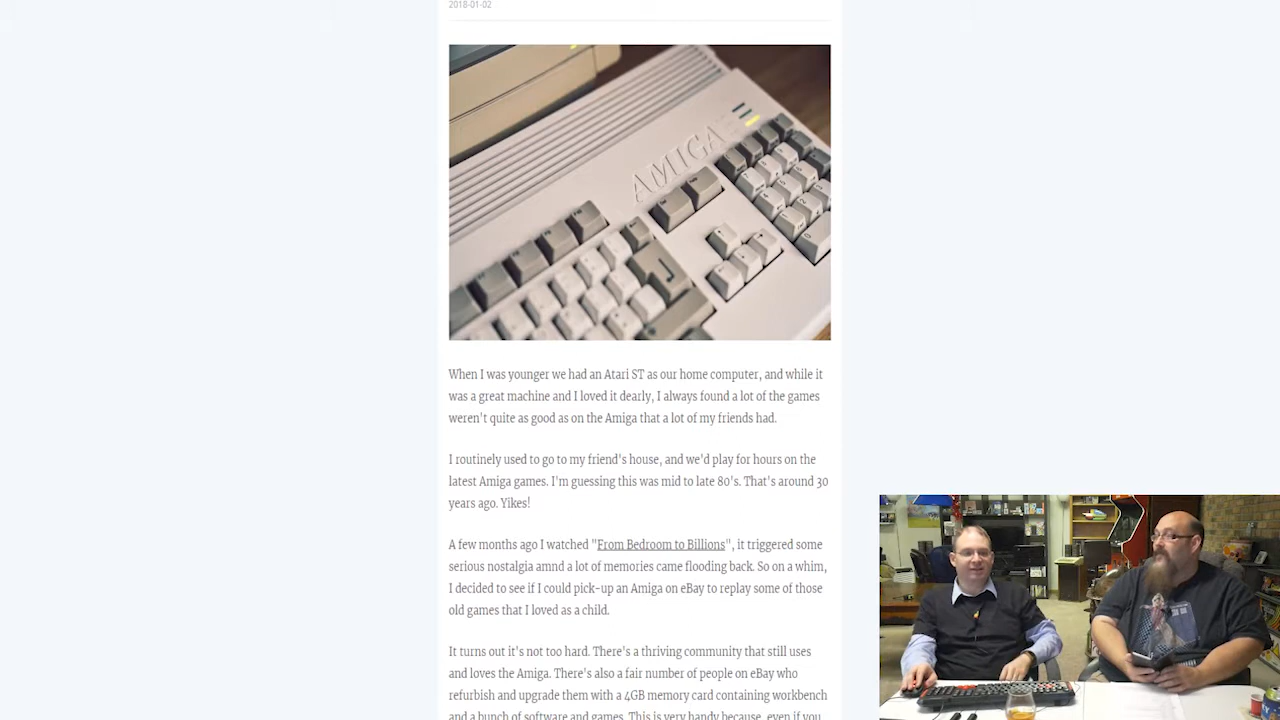 2018-01-02
AMIGA
When I was younger we had an Atari ST as our home computer, and while it
was a great machine and I loved it dearly, I always found a lot of the games
weren't quite as good as on the Amiga that a lot of my friends had.
I routinely used to go to my friend's house, and we'd play for hours on the
latest Amiga games. I'm guessing this was mid to late 80's. That's around 30
years ago. Yikes!
A few months ago I watched "From Bedroom to Billions", it triggered some
serious nostalgia amnd a lot of memories came flooding back. So on a whim,
I decided to see if I could pick-up an Amiga on eBay to replay some of those
old games that I loved as a child.
It turns out it's not too hard. There's a thriving community that still uses
and loves the Amiga. There's also a fair number of people on eBay who
refurbish and upgrade them with a 4GB memory card containing workbench
and a bunch of software and games. This is very handy because, even if you